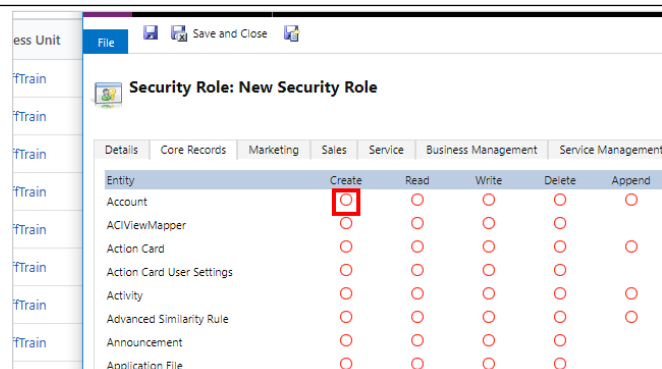 ess Unit
File
Save and Close
fTrain
Security Role: New Security Role
fTrain
fTrain
Details Core Records Marketing Sales Service Business Management Service Management
Entity Create Read Write Delete Append
fTrain
Account
ACIViewMapper
fTrain
Action Card
fTrain
Action Card User Settings
Activity
fTrain
Advanced Similarity Rule
fTrain
Announcement
Application File